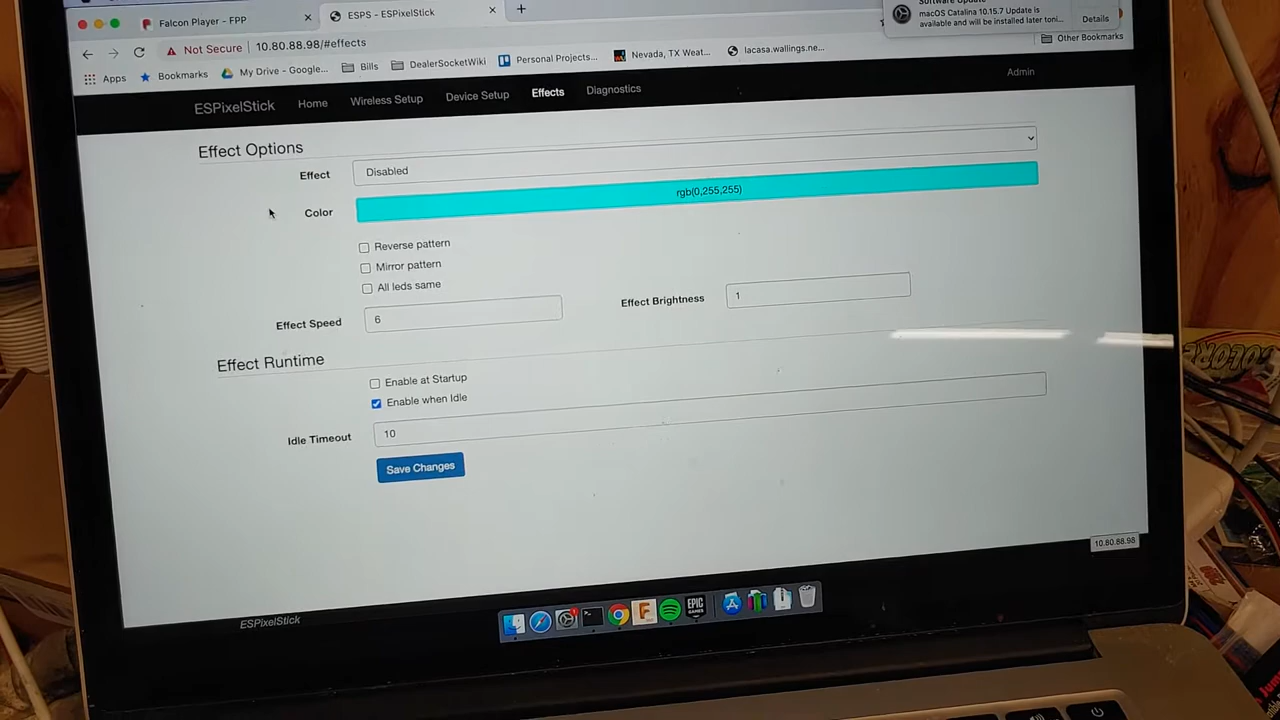 Falcon Player - FPP
ESPS - ESPixelStick
macOS Catalina 10.15.7 Update is
available and will be installed later toni...
Details
Not Secure
10.80.88.98/#effects
Other Bookmarks
Apps
Bookmarks
My Drive - Google...
Bills
DealerSocketWiki
Personal Projects...
Nevada, TX Weat...
lacasa.wallings.ne...
ESPixelStick
Home
Wireless Setup
Device Setup
Effects
Diagnostics
Admin
Effect Options
Effect
Disabled
Color
rgb(0,255,255)
Reverse pattern
Mirror pattern
All leds same
Effect Speed
6
Effect Brightness
1
Effect Runtime
Enable at Startup
Enable when Idle
Idle Timeout
10
Save Changes
10.80.88.98
ESPixelStick
EPIC
GAMES